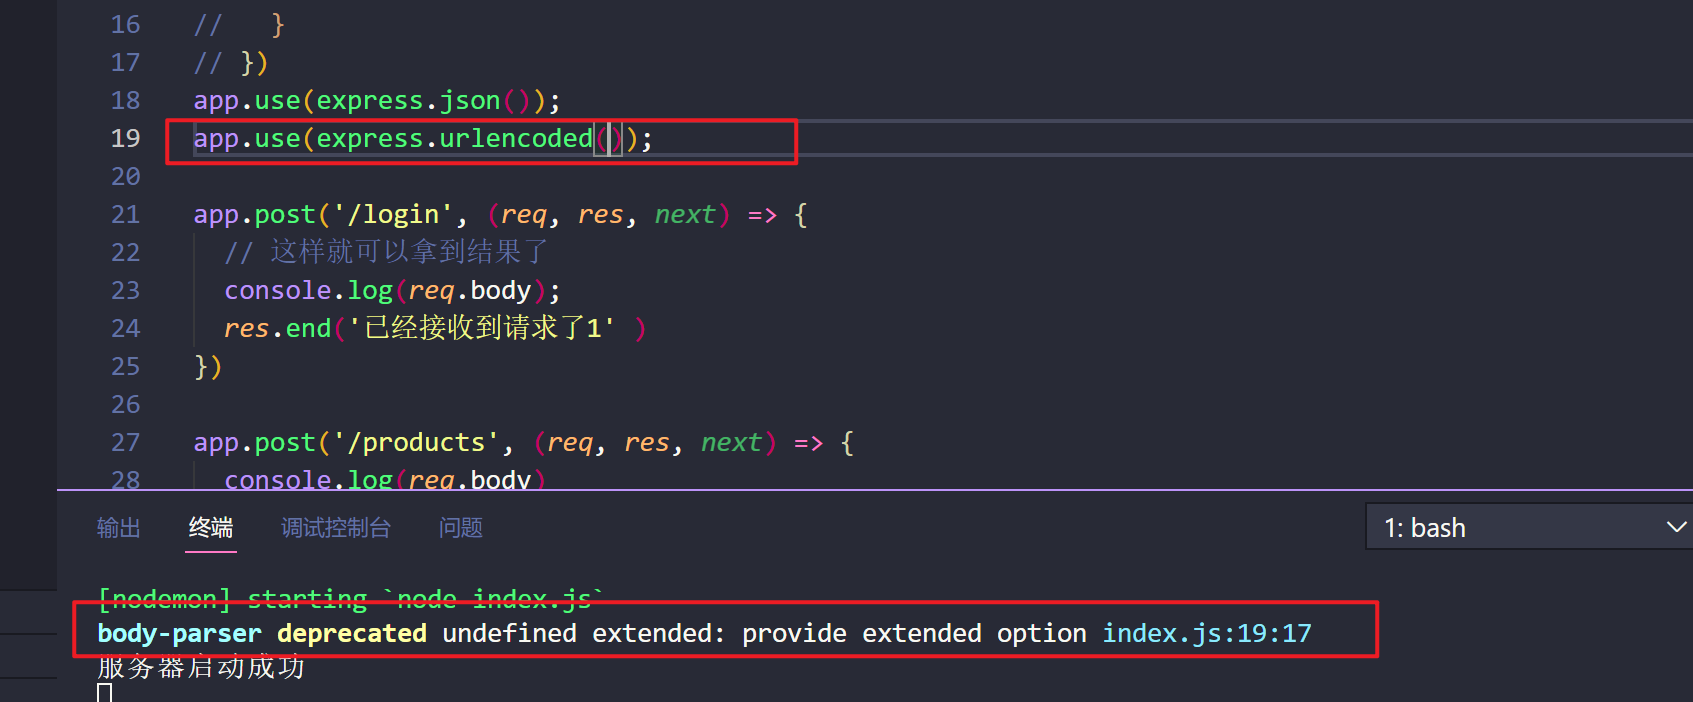 16 //   }
17 // })
18 app.use(express.json());
19 app.use(express.urlencoded());
20
21 app.post('/login', (req, res, next) => {
22   // 这样就可以拿到结果了
23   console.log(req.body);
24   res.end('已经接收到请求了1' )
25 })
26
27 app.post('/products', (req, res, next) => {
28   console.log(req.body)
输出 终端 调试控制台 问题 1: bash
[nodemon] starting `node index.js`
body-parser deprecated undefined extended: provide extended option index.js:19:17
服务器启动成功